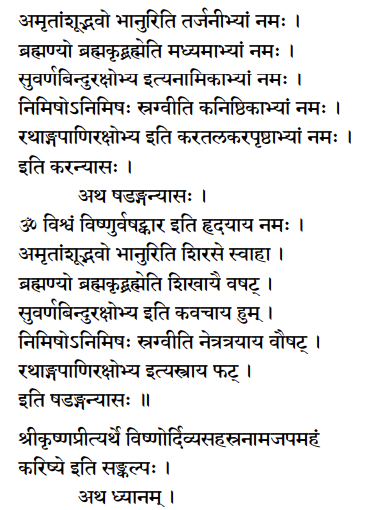 अमृतांशूद्भवो भानुरिति तर्जनीभ्यां नमः ।
ब्रह्मण्यो ब्रह्मकृद्ब्रह्मेति मध्यमाभ्यां नमः ।
सुवर्णबिन्दुरक्षोभ्य इत्यनामिकाभ्यां नमः ।
निमिषोऽनिमिषः स्रग्वीति कनिष्ठिकाभ्यां नमः ।
रथाङ्गपाणिरक्षोभ्य इति करतलकरपृष्ठाभ्यां नमः ।
इति करन्यासः ।
अथ षडङ्गन्यासः ।
ॐ विश्वं विष्णुर्वषट्कार इति हृदयाय नमः ।
अमृतांशूद्भवो भानुरिति शिरसे स्वाहा ।
ब्रह्मण्यो ब्रह्मकृद्ब्रह्मेति शिखायै वषट् ।
सुवर्णबिन्दुरक्षोभ्य इति कवचाय हुम् ।
निमिषोऽनिमिषः स्रग्वीति नेत्रत्रयाय वौषट् ।
रथाङ्गपाणिरक्षोभ्य इत्यस्त्राय फट् ।
इति षडङ्गन्यासः ॥
श्रीकृष्णप्रीत्यर्थे विष्णोर्दिव्यसहस्रनामजपमहं
करिष्ये इति सङ्कल्पः ।
अथ ध्यानम् ।